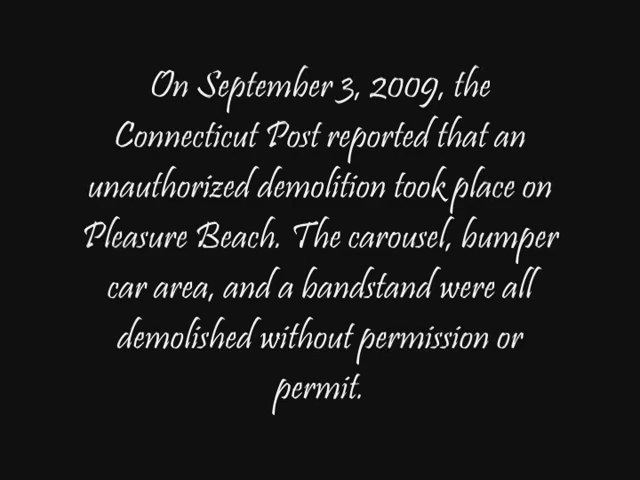 On September 3, 2009, the
Connecticut Post reported that an
unauthorized demolition took place on
Pleasure Beach. The carousel, bumper
car area, and a bandstand were all
demolished without permission or
permit.